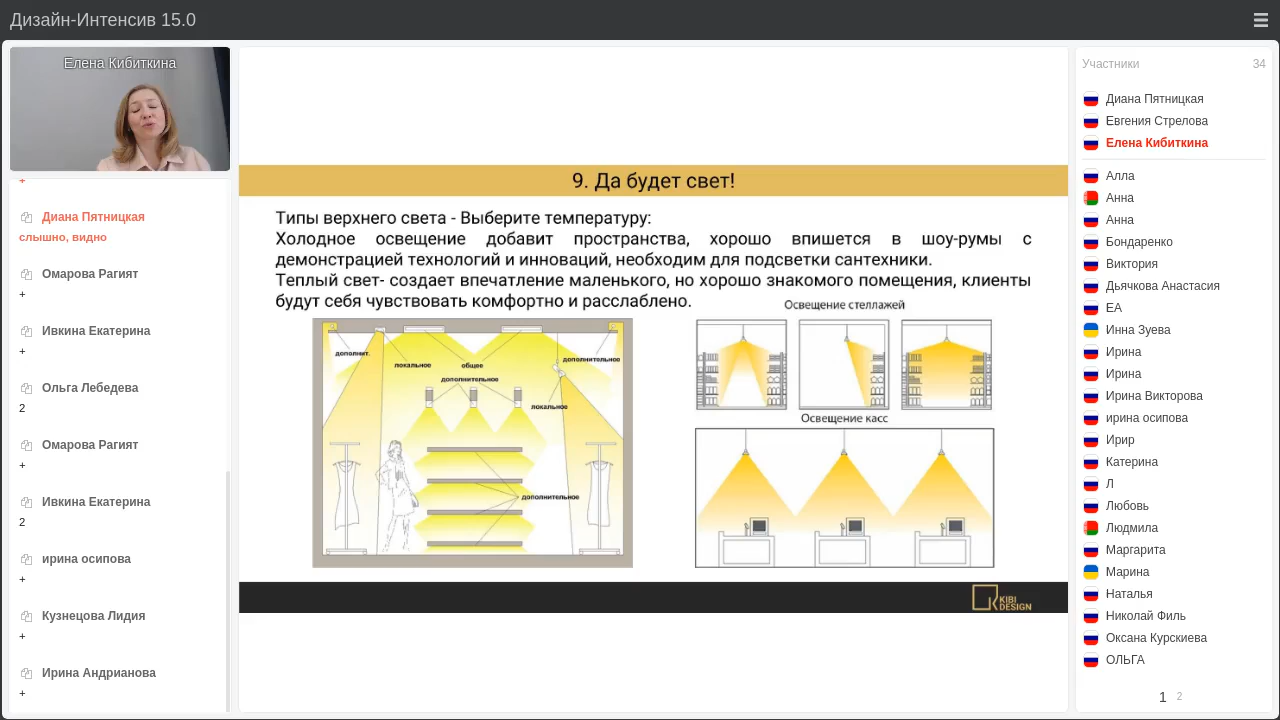 Дизайн-Интенсив 15.0
Елена Кибиткина
+
Диана Пятницкая
слышно, видно
Омарова Рагият
+
Ивкина Екатерина
+
Ольга Лебедева
2
Омарова Рагият
+
Ивкина Екатерина
2
ирина осипова
+
Кузнецова Лидия
+
Ирина Андрианова
+
9. Да будет свет!
Типы верхнего света - Выберите температуру:
Холодное освещение добавит пространства, хорошо впишется в шоу-румы с
демонстрацией технологий и инноваций, необходим для подсветки сантехники.
Теплый свет- создает впечатление маленького, но хорошо знакомого помещения, клиенты
будут себя чувствовать комфортно и расслаблено.
дополнит.
локальное
общее
дополнительное
дополнительное
локальное
дополнительное
Освещение стеллажей
Освещение касс
KIBI
DESIGN
Участники 34
Диана Пятницкая
Евгения Стрелова
Елена Кибиткина
Алла
Анна
Анна
Бондаренко
Виктория
Дьячкова Анастасия
ЕА
Инна Зуева
Ирина
Ирина
Ирина Викторова
ирина осипова
Ирир
Катерина
Л
Любовь
Людмила
Маргарита
Марина
Наталья
Николай Филь
Оксана Курскиева
ОЛЬГА
1 2